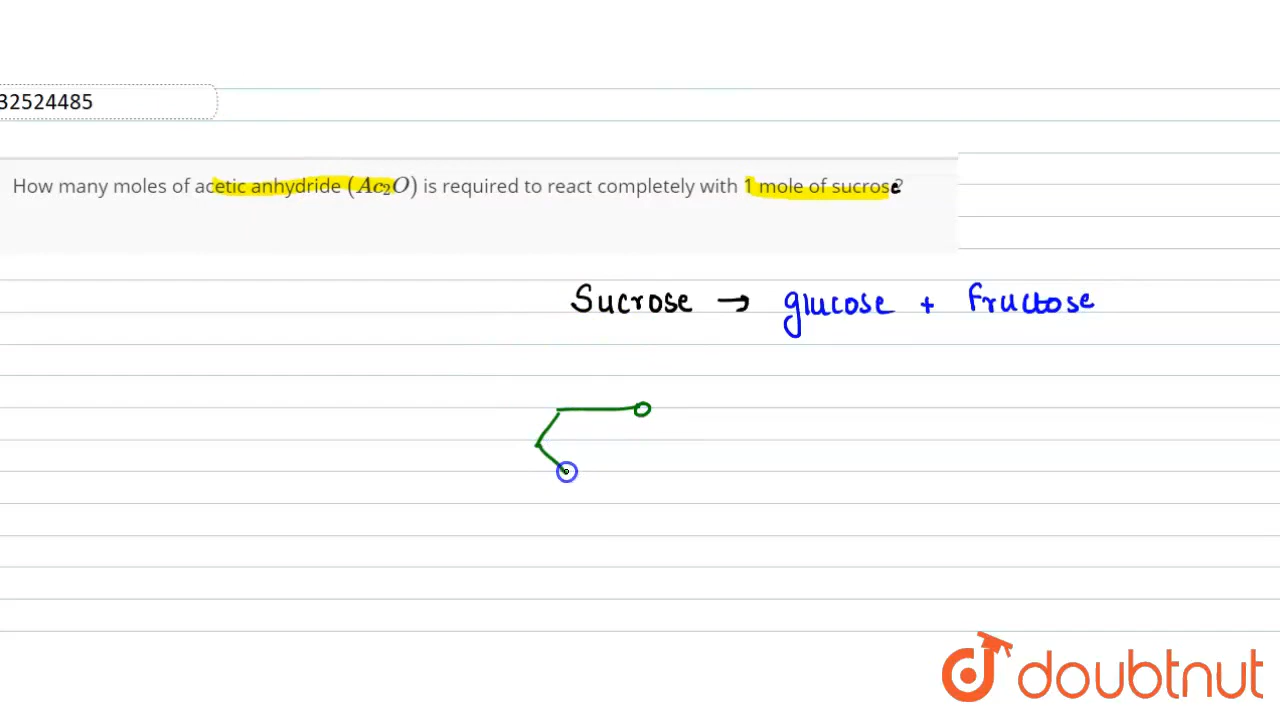 32524485
How many moles of acetic anhydride (Ac₂O) is required to react completely with 1 mole of sucrose?
Sucrose → glucose + Fructose
doubtnut